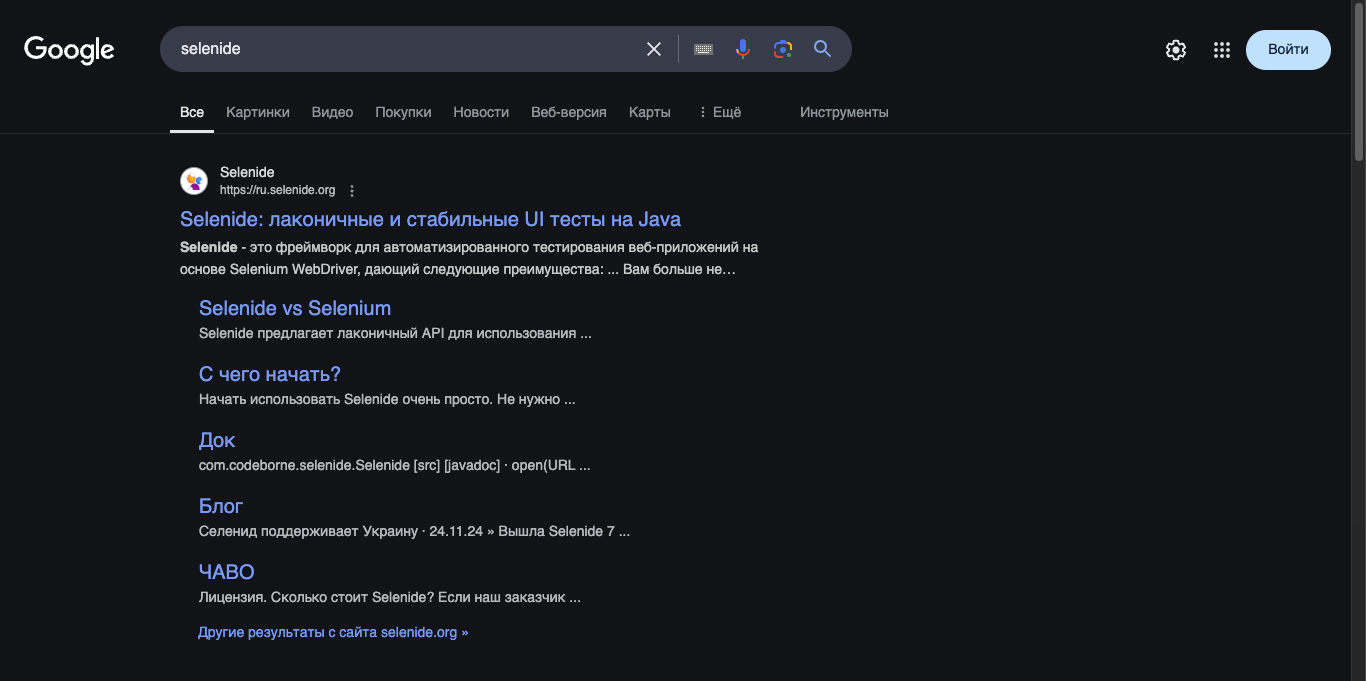 Google
selenide
Войти
Все Картинки Видео Покупки Новости Веб-версия Карты ⋮ Ещё Инструменты
Selenide
https://ru.selenide.org
Selenide: лаконичные и стабильные UI тесты на Java
Selenide - это фреймворк для автоматизированного тестирования веб-приложений на
основе Selenium WebDriver, дающий следующие преимущества: ... Вам больше не…
Selenide vs Selenium
Selenide предлагает лаконичный API для использования ...
С чего начать?
Начать использовать Selenide очень просто. Не нужно ...
Док
com.codeborne.selenide.Selenide [src] [javadoc] · open(URL ...
Блог
Селенид поддерживает Украину · 24.11.24 » Вышла Selenide 7 ...
ЧАВО
Лицензия. Сколько стоит Selenide? Если наш заказчик ...
Другие результаты с сайта selenide.org »